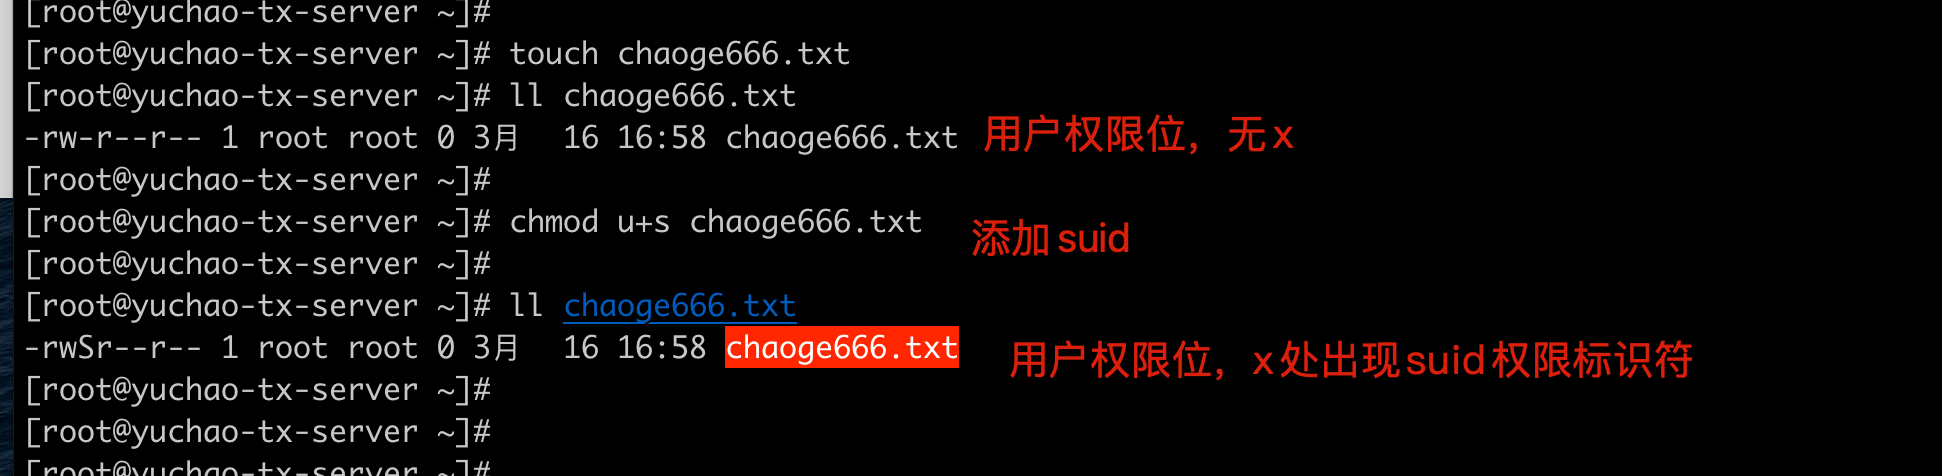 [root@yuchao-tx-server ~]#
[root@yuchao-tx-server ~]# touch chaoge666.txt
[root@yuchao-tx-server ~]# ll chaoge666.txt
-rw-r--r-- 1 root root 0 3月  16 16:58 chaoge666.txt 用户权限位，无x
[root@yuchao-tx-server ~]#
[root@yuchao-tx-server ~]# chmod u+s chaoge666.txt 添加suid
[root@yuchao-tx-server ~]#
[root@yuchao-tx-server ~]# ll chaoge666.txt
-rwSr--r-- 1 root root 0 3月  16 16:58 chaoge666.txt 用户权限位，x处出现suid权限标识符
[root@yuchao-tx-server ~]#
[root@yuchao-tx-server ~]#
[root@yuchao-tx-server ~]#